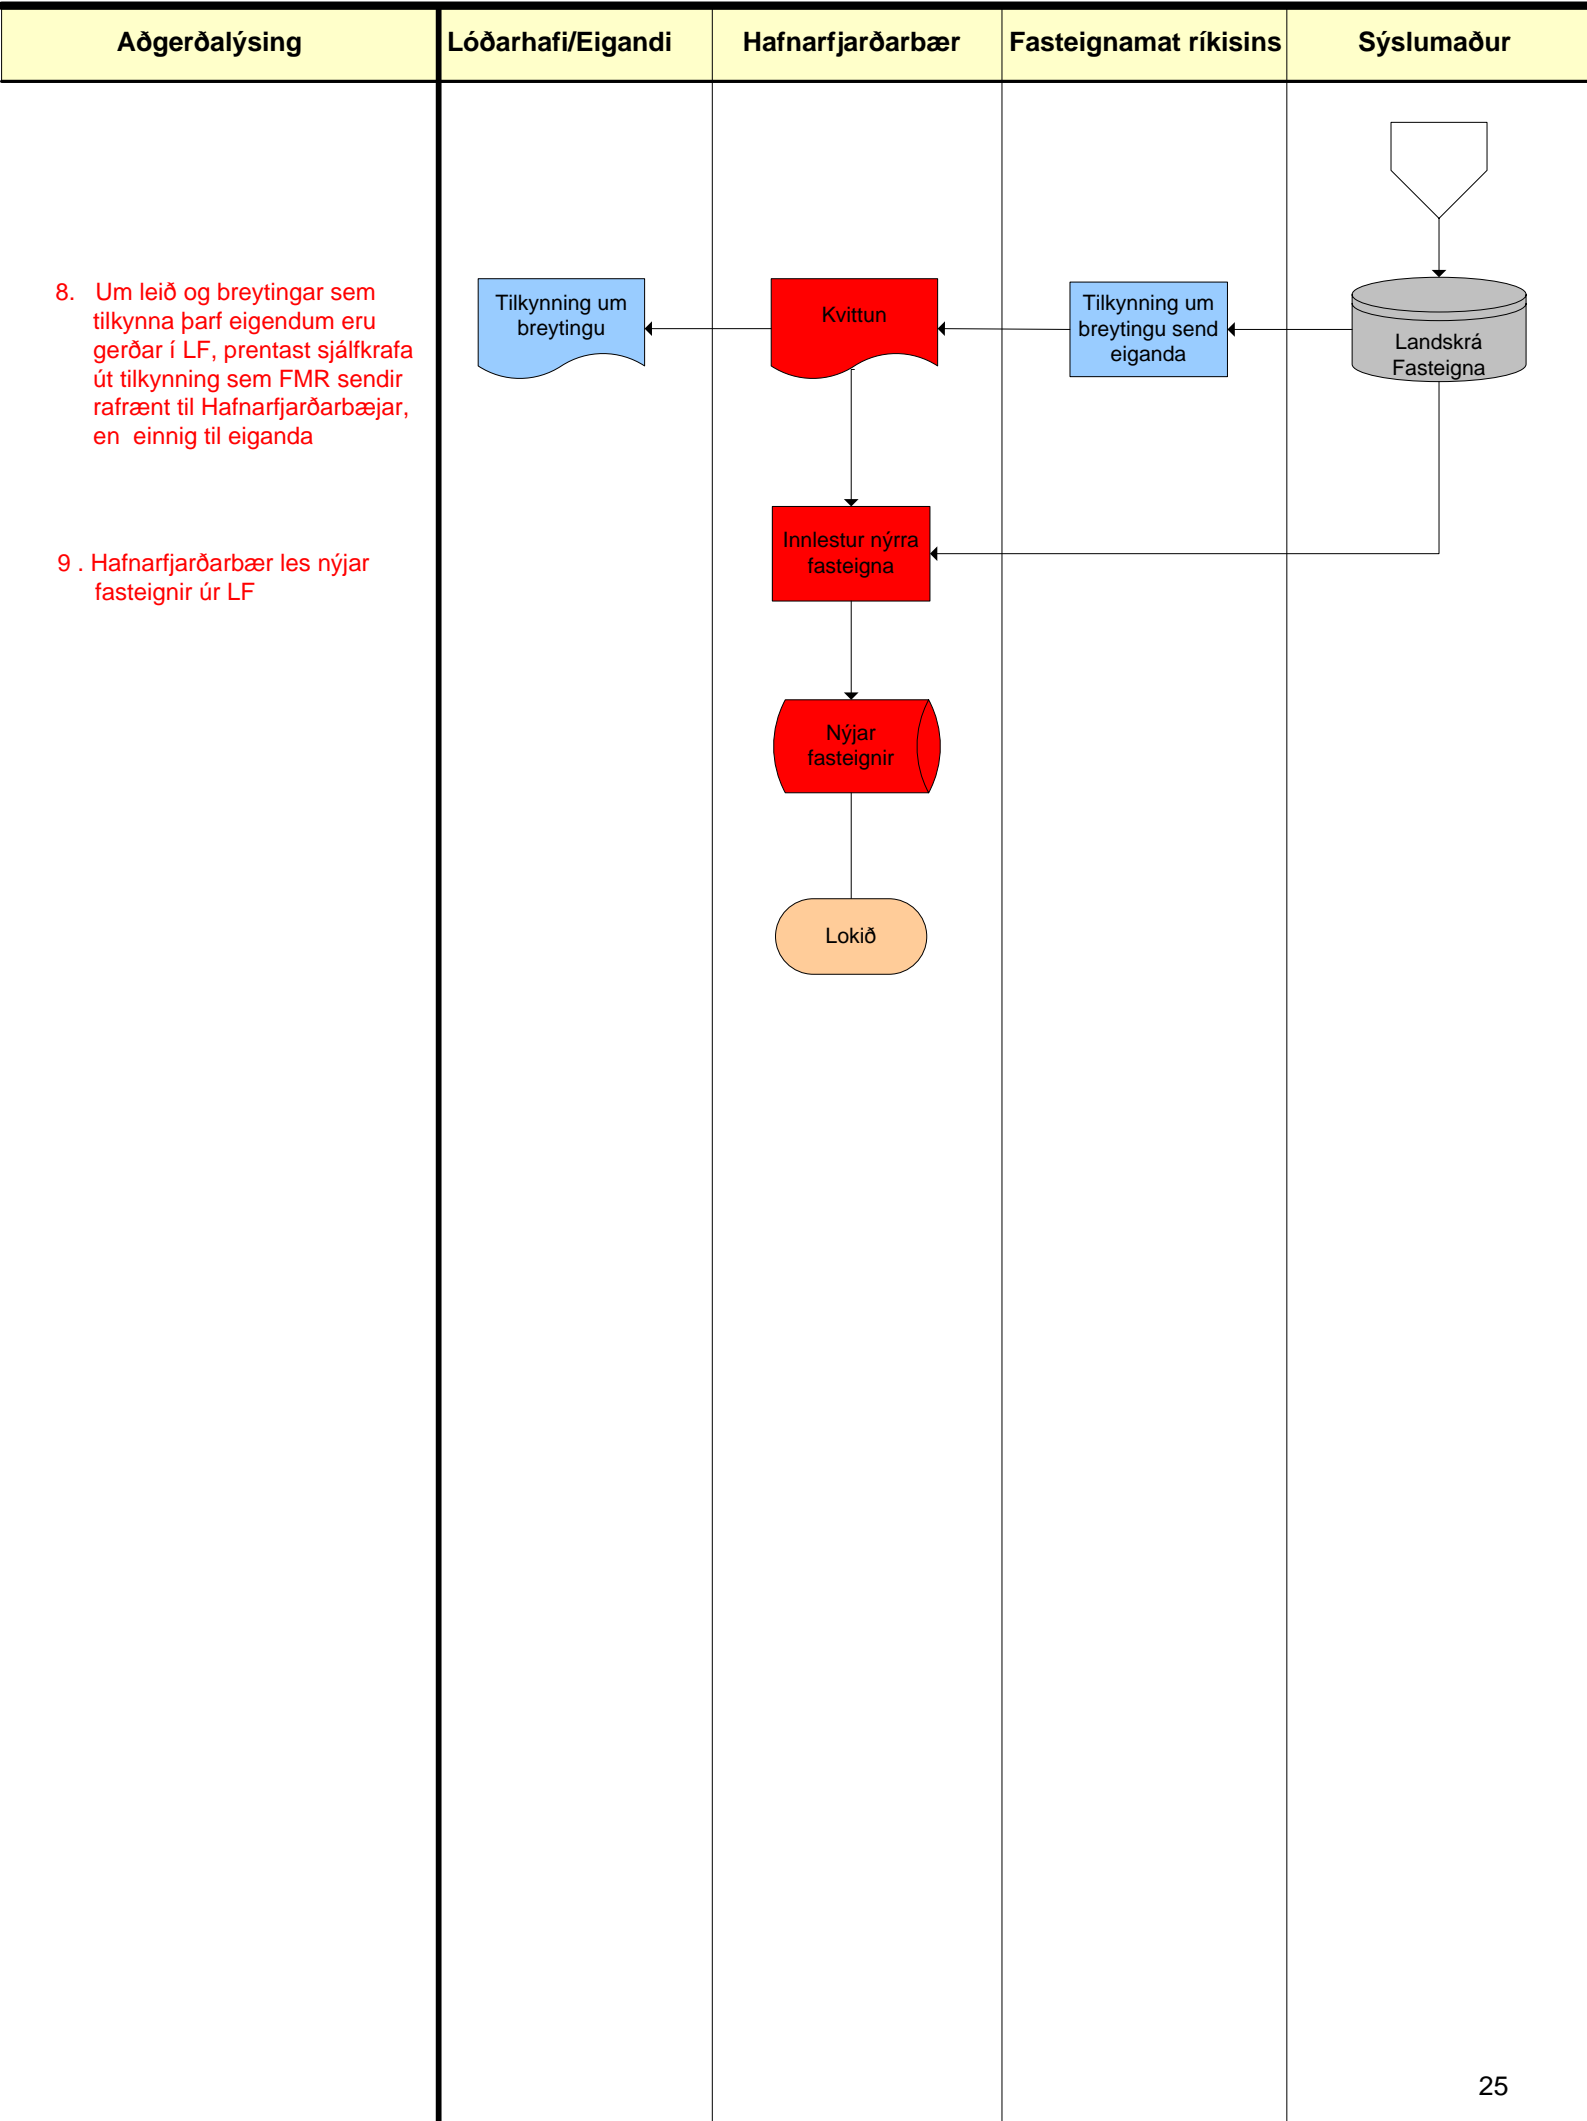 Aðgerðalýsing
Lóðarhafi/Eigandi
Hafnarfjarðarbær
Fasteignamat ríkisins
Sýslumaður
8. Um leið og breytingar sem
tilkynna þarf eigendum eru
gerðar í LF, prentast sjálfkrafa
út tilkynning sem FMR sendir
rafrænt til Hafnarfjarðarbæjar,
en einnig til eiganda
Tilkynning um
breytingu
Kvittun
Tilkynning um
breytingu send
eiganda
Landskrá
Fasteigna
9 . Hafnarfjarðarbær les nýjar
fasteignir úr LF
Innlestur nýrra
fasteigna
Nýjar
fasteignir
Lokið
25